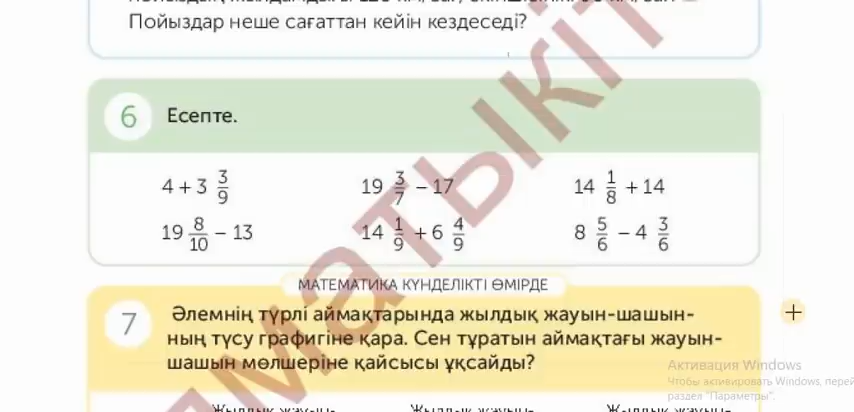 Пойыздар неше сағаттан кейін кездеседі?
6 Есепте.
4 + 3 3/9 19 3/7 – 17 14 1/8 + 14
19 8/10 – 13 14 1/9 + 6 4/9 8 5/6 – 4 3/6
МАТЕМАТИКА КҮНДЕЛІКТІ ӨМІРДЕ
7 Әлемнің түрлі аймақтарында жылдық жауын-шашын-
ның түсу графигіне қара. Сен тұратын аймақтағы жауын-
шашын мөлшеріне қайсысы ұқсайды?
Активация Windows
Чтобы активировать Windows, перей
раздел "Параметры".